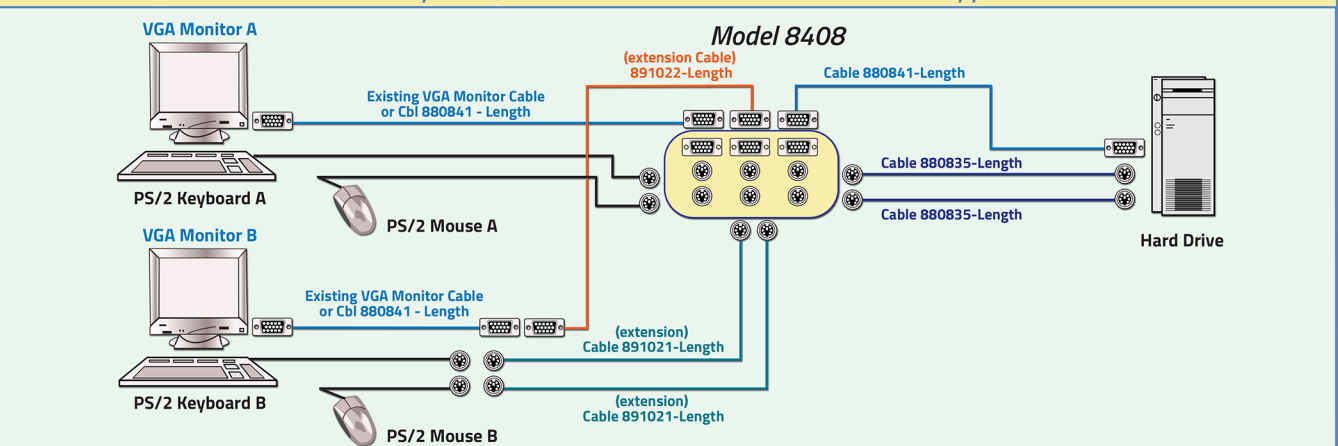 VGA Monitor A
Model 8408
(extension Cable)
891022-Length
Cable 880841-Length
Existing VGA Monitor Cable
or Cbl 880841 - Length
Cable 880835-Length
PS/2 Keyboard A
PS/2 Mouse A
Cable 880835-Length
Hard Drive
VGA Monitor B
Existing VGA Monitor Cable
or Cbl 880841 - Length
(extension)
Cable 891021-Length
PS/2 Keyboard B
(extension)
Cable 891021-Length
PS/2 Mouse B